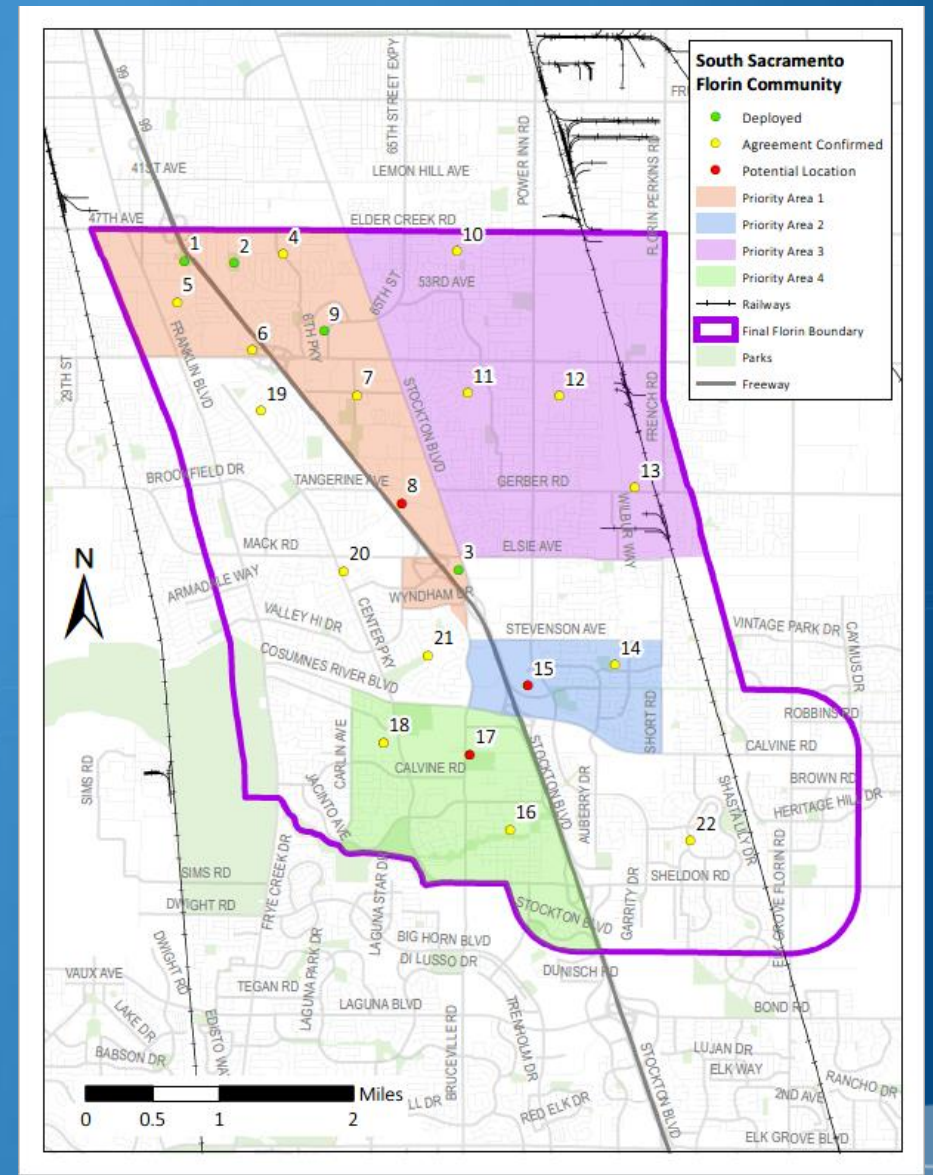 South Sacramento
Florin Community
Deployed
Agreement Confirmed
Potential Location
Priority Area 1
Priority Area 2
Priority Area 3
Priority Area 4
Railways
Final Florin Boundary
Parks
Freeway
99
99
65TH STREET EXPY
POWER INN RD
FLORIN PERKINS RD
41ST AVE
LEMON HILL AVE
47TH AVE
ELDER CREEK RD
1
2
4
10
53RD AVE
65TH ST
5
9
6TH PKY
6
FRANKLIN BLVD
29TH ST
7
11
12
19
STOCKTON BLVD
FRENCH RD
BROOKFIELD DR
TANGERINE AVE
8
GERBER RD
13
WILBUR WAY
MACK RD
ELSIE AVE
N
20
3
ARMADALE WAY
WYNDHAM DR
VALLEY HI DR
CENTER PKY
STEVENSON AVE
VINTAGE PARK DR
CAYMUS DR
21
14
COSUMNES RIVER BLVD
15
SHORT RD
ROBBINS RD
CARLIN AVE
18
17
CALVINE RD
CALVINE RD
STOCKTON BLVD
SIMS RD
BROWN RD
JACINTO AVE
AUBERRY DR
SHASTA LILY DR
HERITAGE HILL DR
16
22
SIMS RD
FRYE CREEK DR
LAGUNA STAR DR
SHELDON RD
DWIGHT RD
STOCKTON BLVD
GARRITY DR
ELK GROVE FLORIN RD
DWIGHT RD
LAGUNA PARK DR
BIG HORN BLVD
DI LUSSO DR
VAUX AVE
DUNISCH RD
TEGAN RD
LAGUNA BLVD
BOND RD
LAKE DR
EDISTO WA
BRUCEVILLE RD
TRENHOLM DR
BABSON DR
STOCKTON BLVD
LUJAN DR
ELK WAY
RANCHO DR
2ND AVE
LL DR
RED ELK DR
ELK GROVE BLVD
Miles
0 0.5 1 2